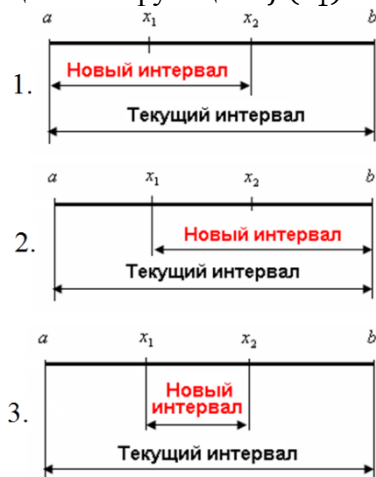 a x₁ x₂ b
1.
Новый интервал
Текущий интервал
a x₁ x₂ b
2.
Новый интервал
Текущий интервал
a x₁ x₂ b
3.
Новый
интервал
Текущий интервал